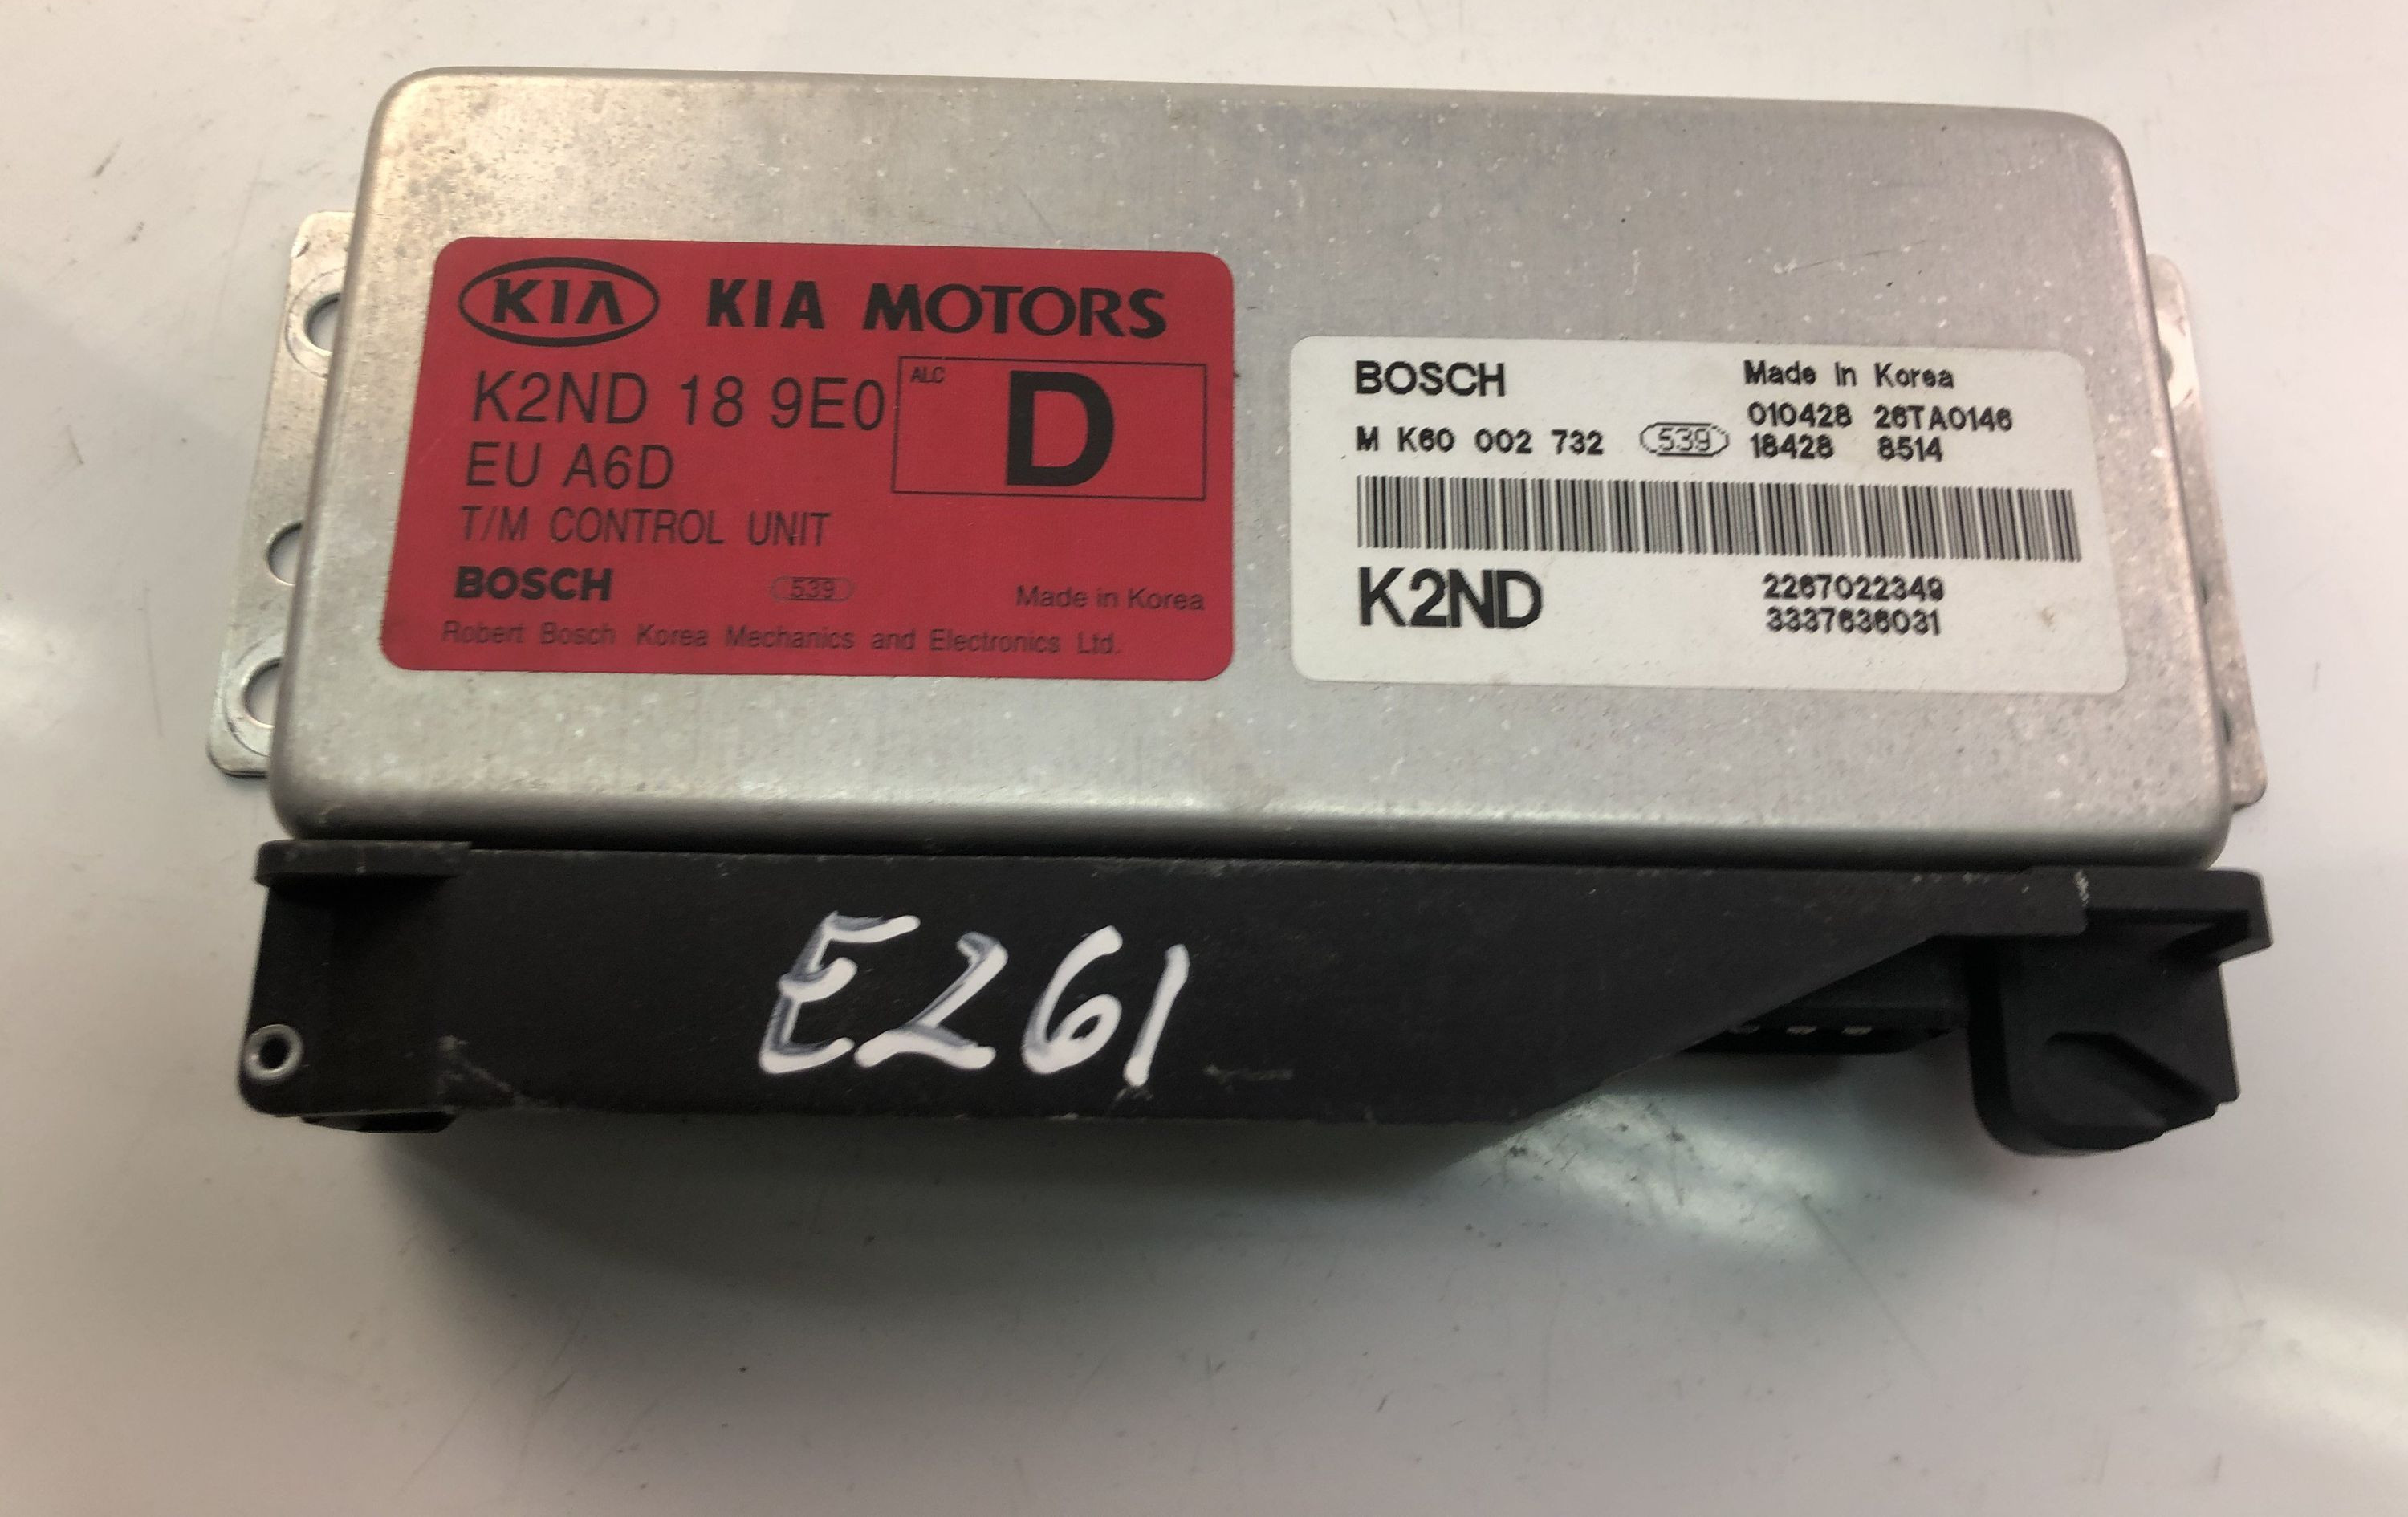 KIA KIA MOTORS
K2ND 18 9E0
ALC
D
EU A6D
T/M CONTROL UNIT
BOSCH 539 Made in Korea
Robert Bosch Korea Mechanics and Electronics Ltd.
BOSCH Made In Korea
010428 26TA0146
M K60 002 732 539 18428 8514
K2ND 2267022349
3337636031
E261